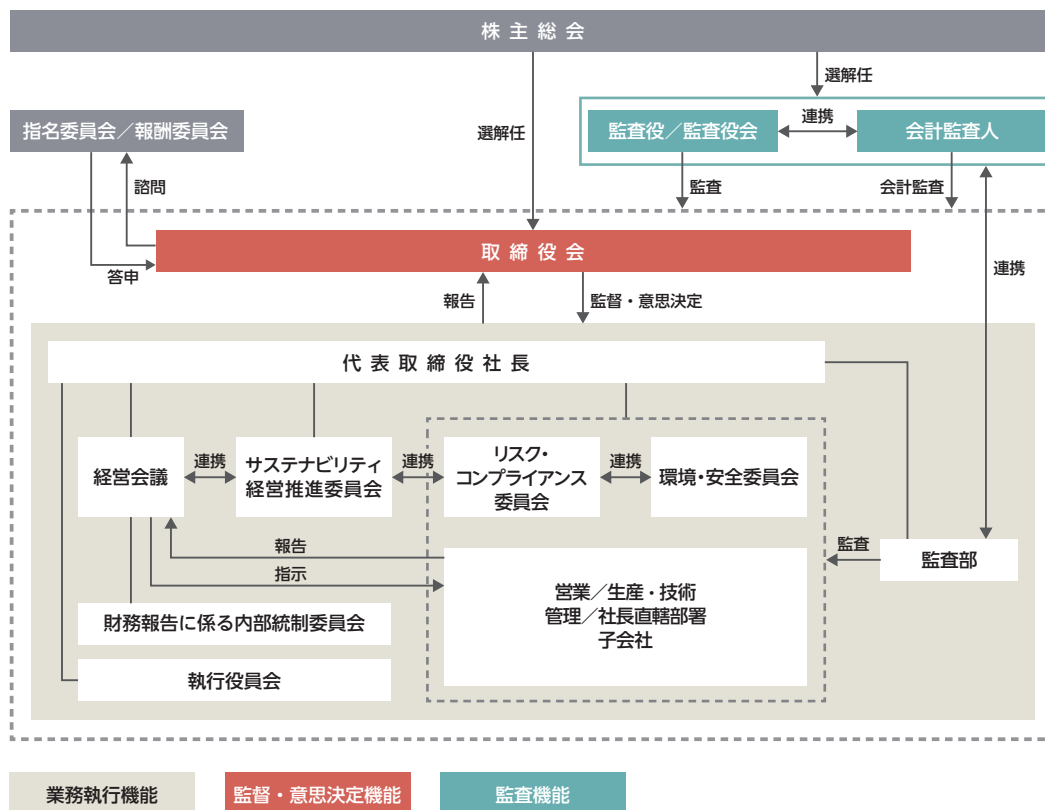 株主総会
選解任
選解任
指名委員会／報酬委員会
監査役／監査役会
連携
会計監査人
諮問
答申
監査
会計監査
連携
取締役会
報告
監督・意思決定
代表取締役社長
経営会議
連携
サステナビリティ
経営推進委員会
連携
リスク・
コンプライアンス
委員会
連携
環境・安全委員会
報告
指示
監査
監査部
営業／生産・技術
管理／社長直轄部署
子会社
財務報告に係る内部統制委員会
執行役員会
業務執行機能
監督・意思決定機能
監査機能